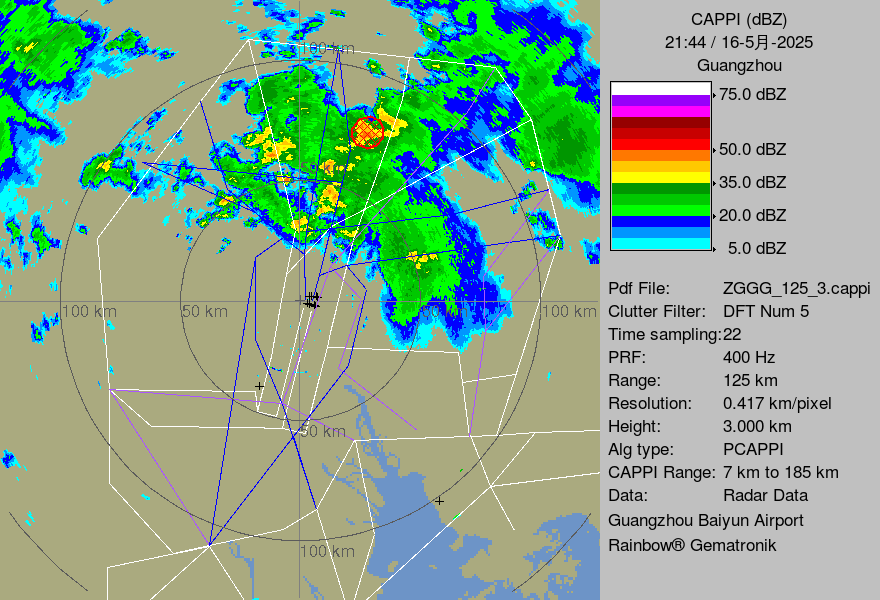 CAPPI (dBZ)
21:44 / 16-5月-2025
Guangzhou
75.0 dBZ
50.0 dBZ
35.0 dBZ
20.0 dBZ
5.0 dBZ
Pdf File: ZGGG_125_3.cappi
Clutter Filter: DFT Num 5
Time sampling:22
PRF: 400 Hz
Range: 125 km
Resolution: 0.417 km/pixel
Height: 3.000 km
Alg type: PCAPPI
CAPPI Range: 7 km to 185 km
Data: Radar Data
Guangzhou Baiyun Airport
Rainbow® Gematronik
100 km
100 km
50 km
100 km
50 km
100 km